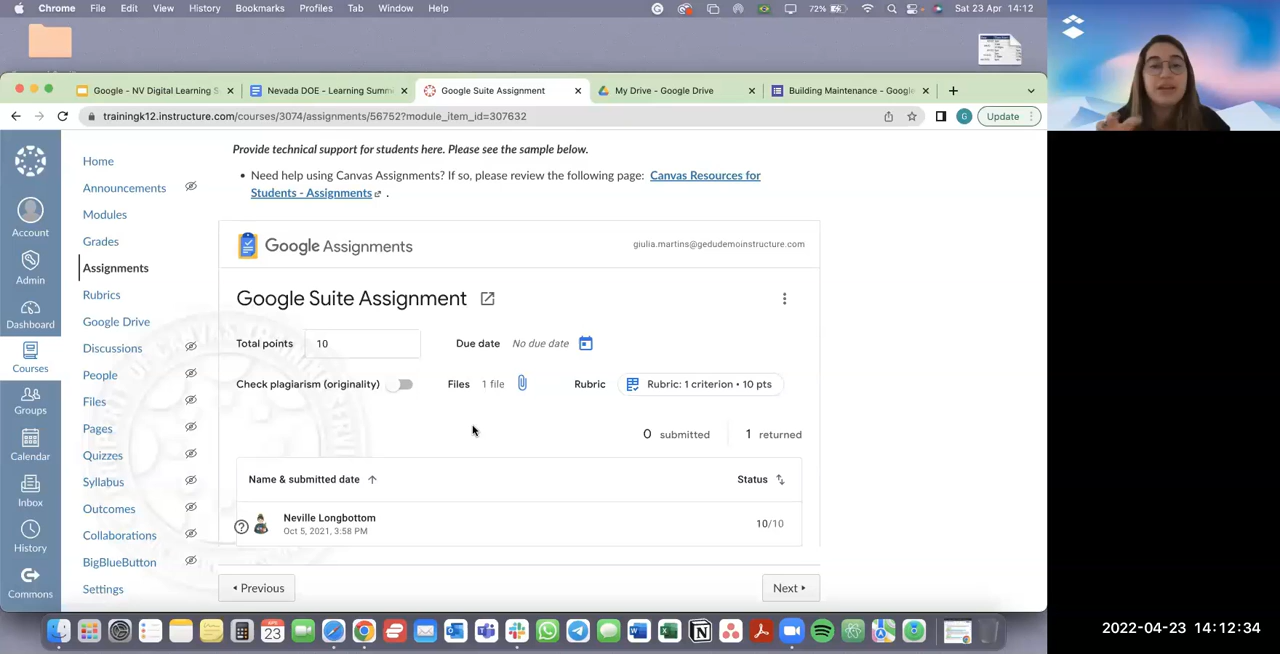 Chrome File Edit View History Bookmarks Profiles Tab Window Help 72% Sat 23 Apr 14:12
Google - NV Digital Learning S Nevada DOE - Learning Summ Google Suite Assignment My Drive - Google Drive Building Maintenance - Google
trainingk12.instructure.com/courses/3074/assignments/56752?module_item_id=307632 G Update
Account
Admin
Dashboard
Courses
Groups
Calendar
Inbox
History
Commons
Home
Announcements
Modules
Grades
Assignments
Rubrics
Google Drive
Discussions
People
Files
Pages
Quizzes
Syllabus
Outcomes
Collaborations
BigBlueButton
Settings
Provide technical support for students here. Please see the sample below.
• Need help using Canvas Assignments? If so, please review the following page: Canvas Resources for
Students - Assignments .
Google Assignments giulia.martins@gedudemoinstructure.com
Google Suite Assignment
Total points 10 Due date No due date
Check plagiarism (originality) Files 1 file Rubric Rubric: 1 criterion • 10 pts
0 submitted 1 returned
Name & submitted date Status
Neville Longbottom 10/10
Oct 5, 2021, 3:58 PM
Previous Next
2022-04-23 14:12:34